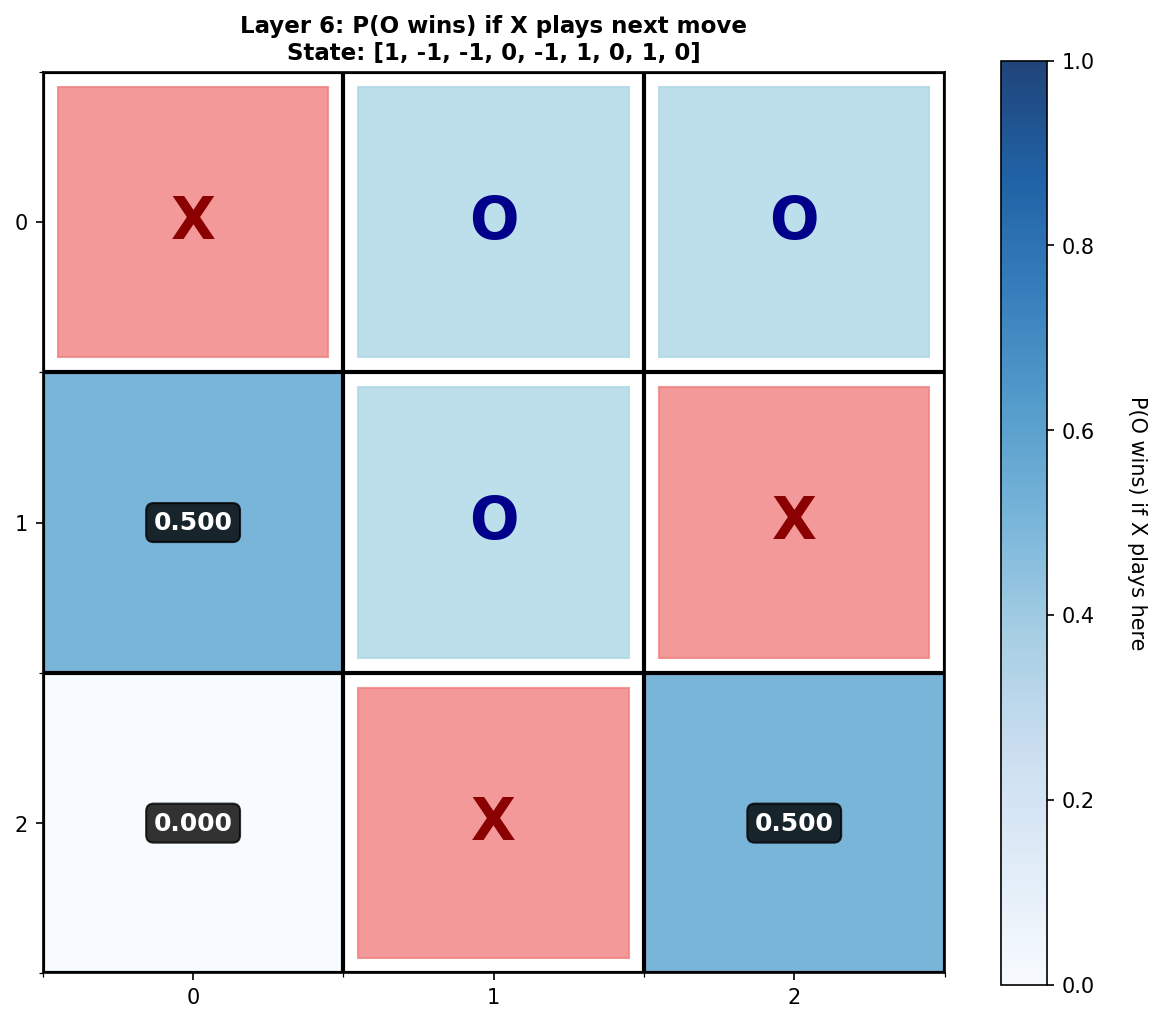 Layer 6: P(O wins) if X plays next move
State: [1, -1, -1, 0, -1, 1, 0, 1, 0]
X O O
0.500 O X
0.000 X 0.500
0
1
2
0 1 2
1.0
0.8
0.6
0.4
0.2
0.0
P(O wins) if X plays here